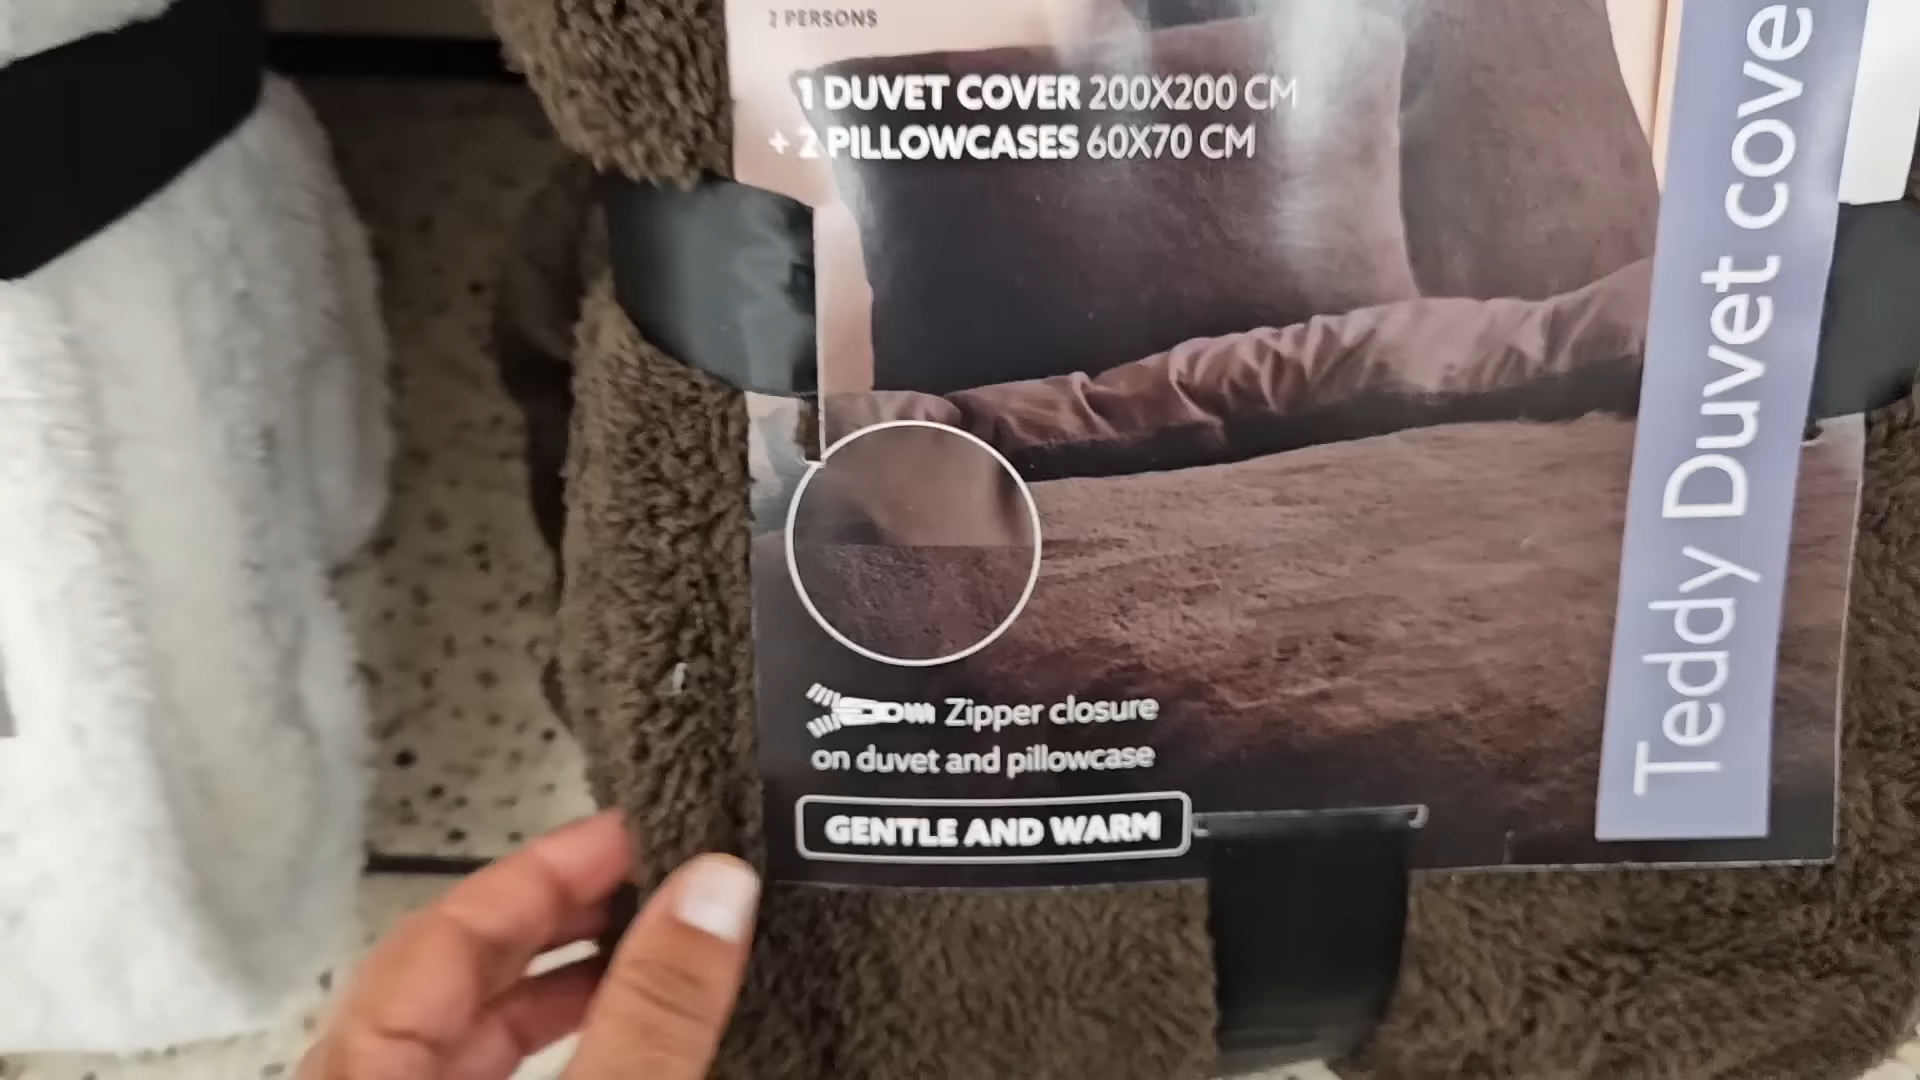 2 PERSONS
1 DUVET COVER 200X200 CM
+ 2 PILLOWCASES 60X70 CM
Teddy Duvet cove
Zipper closure
on duvet and pillowcase
GENTLE AND WARM